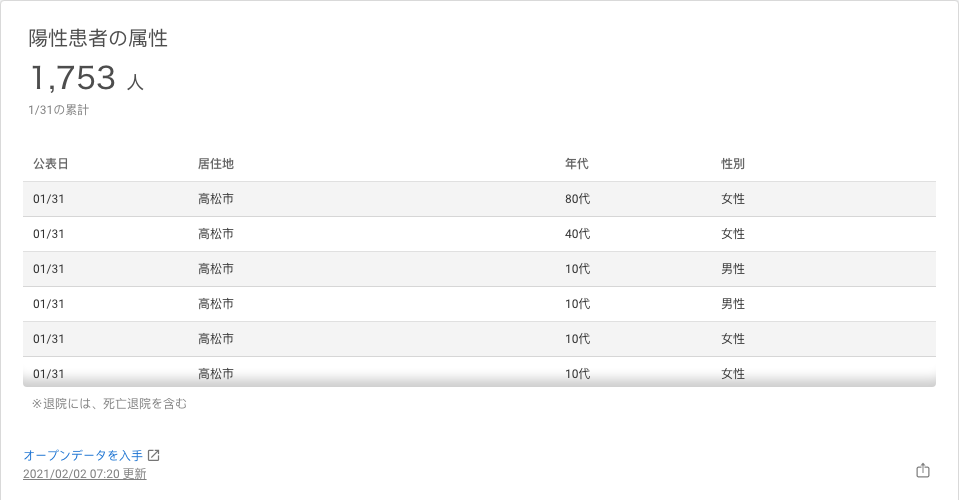 陽性患者の属性
1,753 人
1/31の累計
公表日 居住地 年代 性別
01/31 高松市 80代 女性
01/31 高松市 40代 女性
01/31 高松市 10代 男性
01/31 高松市 10代 男性
01/31 高松市 10代 女性
01/31 高松市 10代 女性
※退院には、死亡退院を含む
オープンデータを入手
2021/02/02 07:20 更新